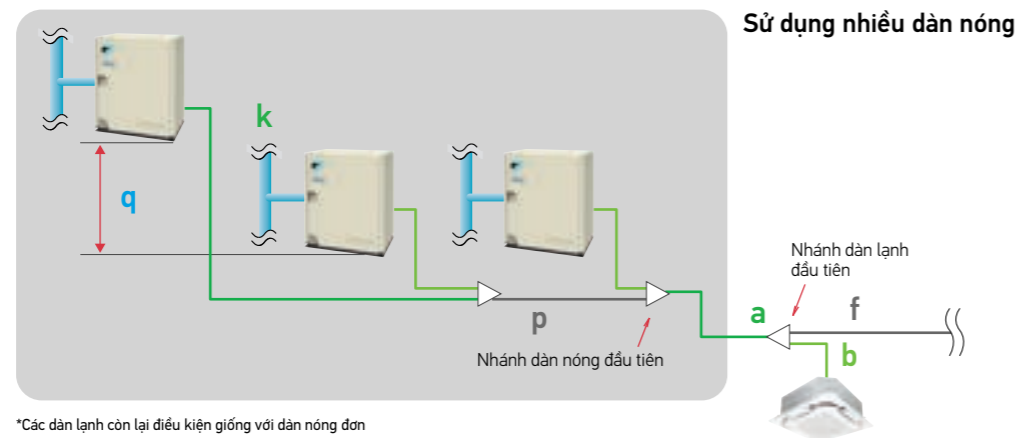 Sử dụng nhiều dàn nóng
k
q
Nhánh dàn lạnh
đầu tiên
a
f
p
b
Nhánh dàn nóng đầu tiên
*Các dàn lạnh còn lại điều kiện giống với dàn nóng đơn